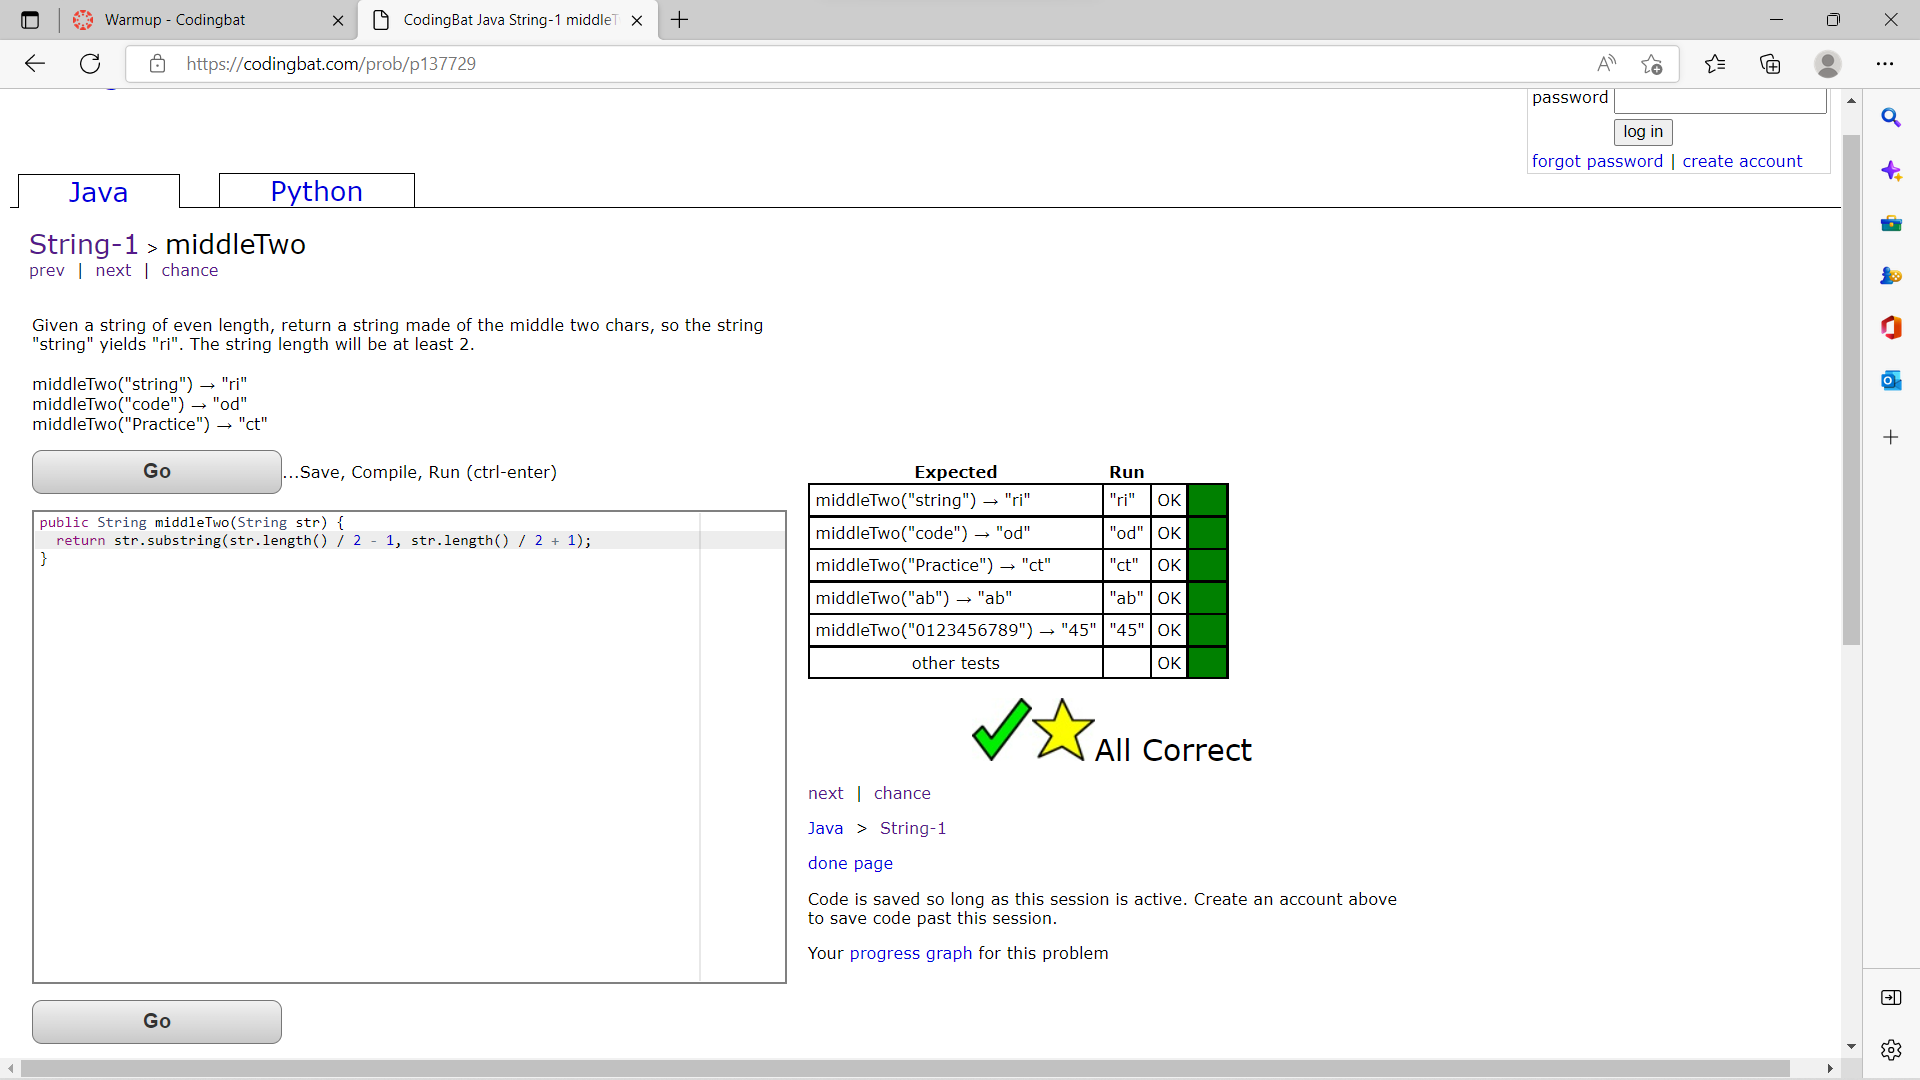 Warmup - Codingbat
CodingBat Java String-1 middleT
https://codingbat.com/prob/p137729
password
log in
forgot password | create account
Java
Python
String-1 > middleTwo
prev | next | chance
Given a string of even length, return a string made of the middle two chars, so the string
"string" yields "ri". The string length will be at least 2.
middleTwo("string") → "ri"
middleTwo("code") → "od"
middleTwo("Practice") → "ct"
Go
...Save, Compile, Run (ctrl-enter)
public String middleTwo(String str) {
return str.substring(str.length() / 2 - 1, str.length() / 2 + 1);
}
Go
Expected Run
middleTwo("string") → "ri" "ri" OK
middleTwo("code") → "od" "od" OK
middleTwo("Practice") → "ct" "ct" OK
middleTwo("ab") → "ab" "ab" OK
middleTwo("0123456789") → "45" "45" OK
other tests OK
All Correct
next | chance
Java > String-1
done page
Code is saved so long as this session is active. Create an account above
to save code past this session.
Your progress graph for this problem